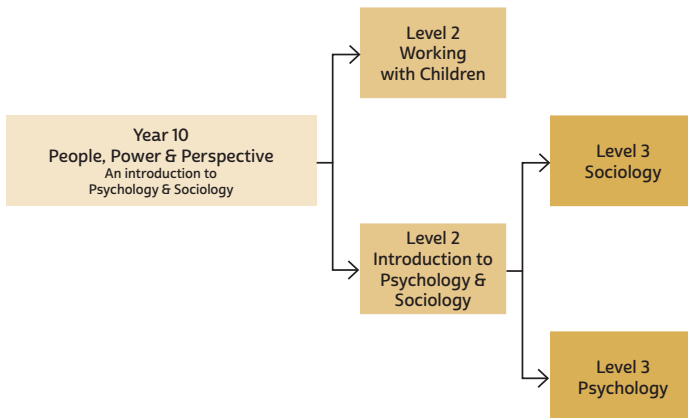 Level 2
Working
with Children
Year 10
People, Power & Perspective
An introduction to
Psychology & Sociology
Level 3
Sociology
Level 2
Introduction to
Psychology &
Sociology
Level 3
Psychology